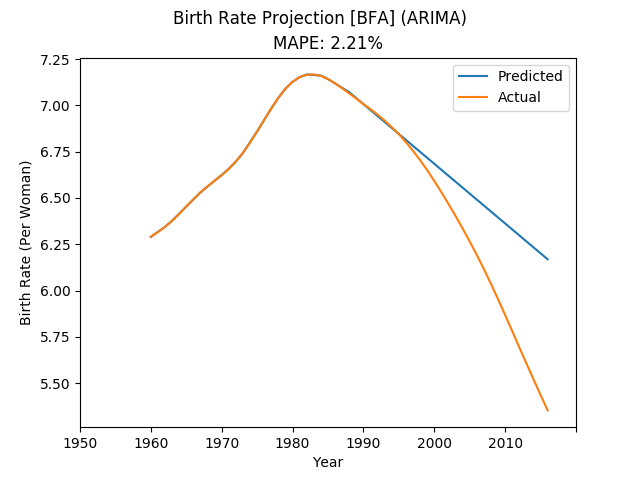 Birth Rate Projection [BFA] (ARIMA)
MAPE: 2.21%
7.25
7.00
6.75
6.50
6.25
6.00
5.75
5.50
Birth Rate (Per Woman)
Predicted
Actual
1950 1960 1970 1980 1990 2000 2010
Year